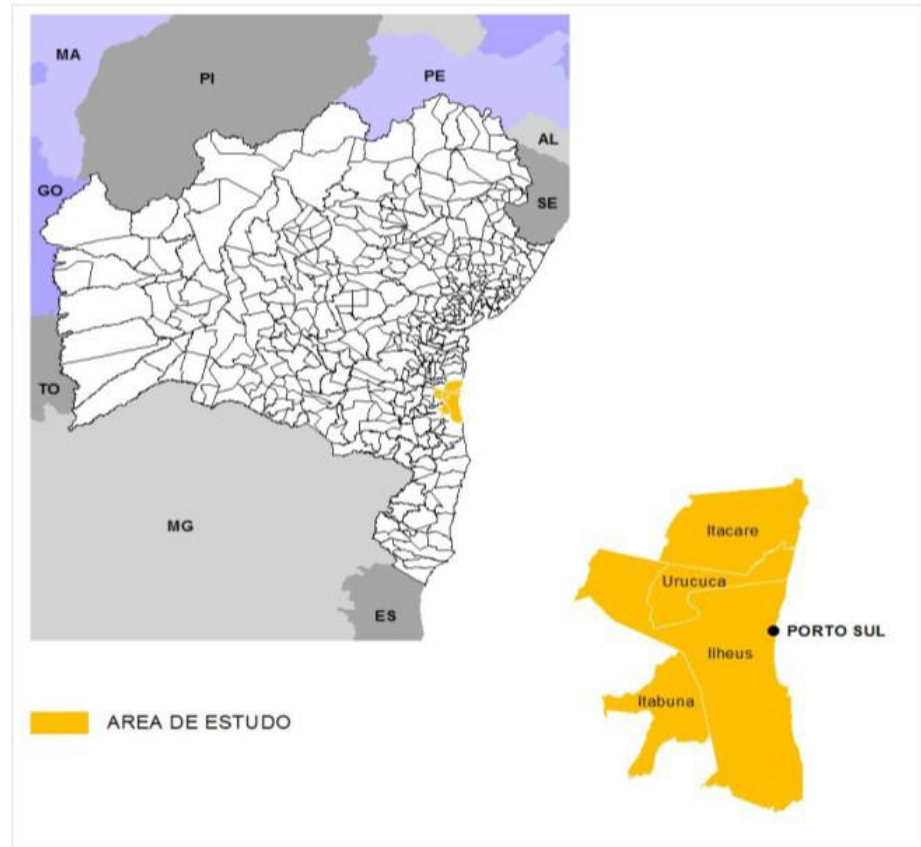 MA
PI
PE
AL
GO
SE
TO
MG
ES
Itacare
Urucuca
PORTO SUL
Ilheus
Itabuna
AREA DE ESTUDO